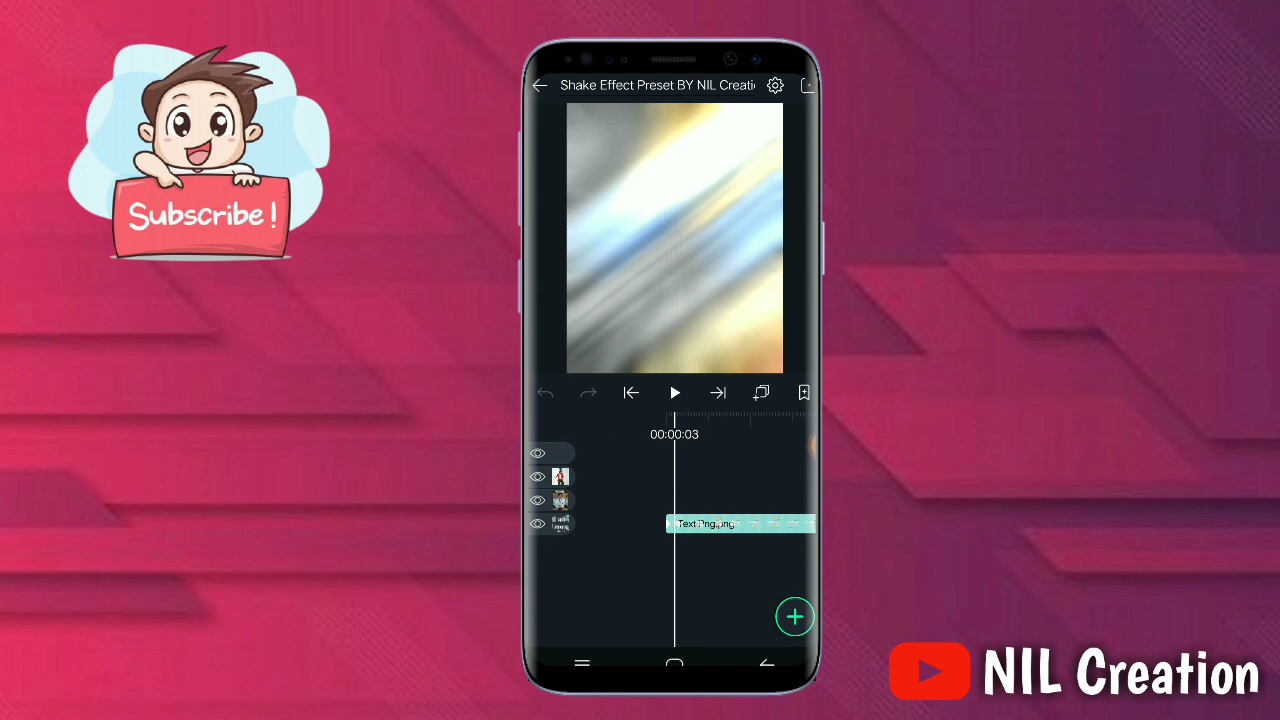 Shake Effect Preset BY NIL Creati
Subscribe!
00:00:03
Text Png.png
NIL Creation